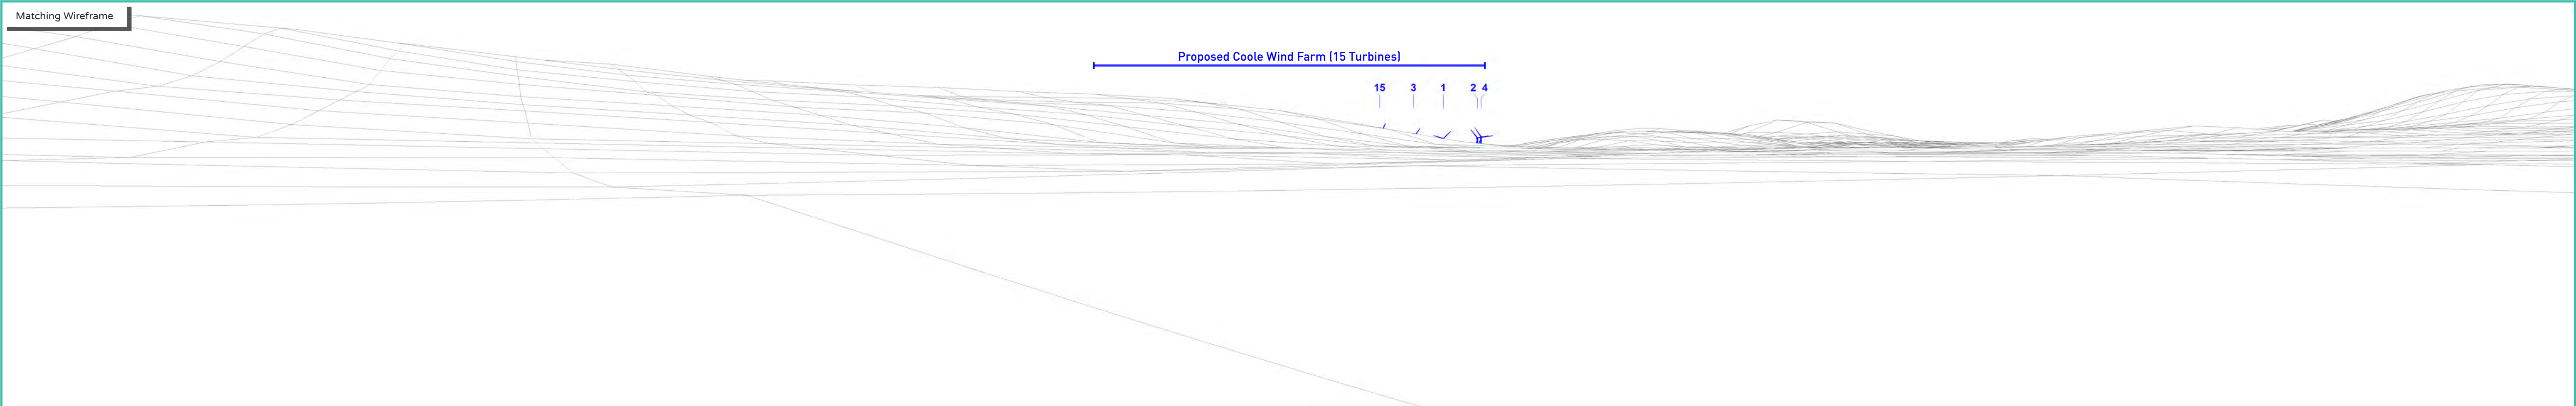 Matching Wireframe
Proposed Coole Wind Farm (15 Turbines)
15 3 1 2 4